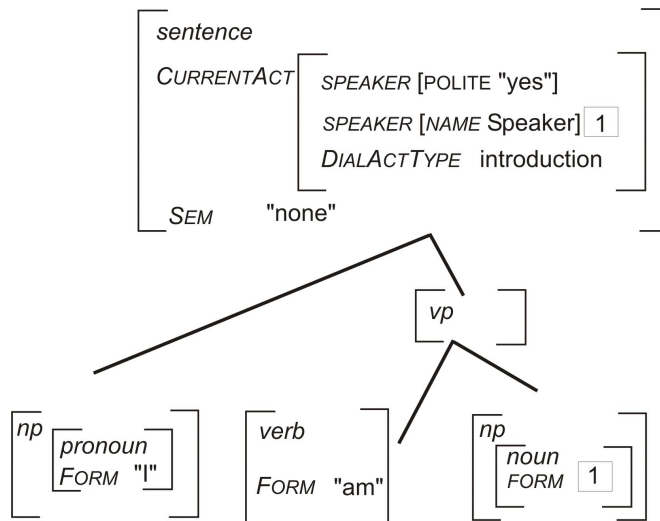 sentence
CURRENTACT
SPEAKER [POLITE "yes"]
SPEAKER [NAME Speaker] 1
DIALACTTYPE introduction
SEM "none"
vp
np
pronoun
FORM "I"
verb
FORM "am"
np
noun
FORM 1